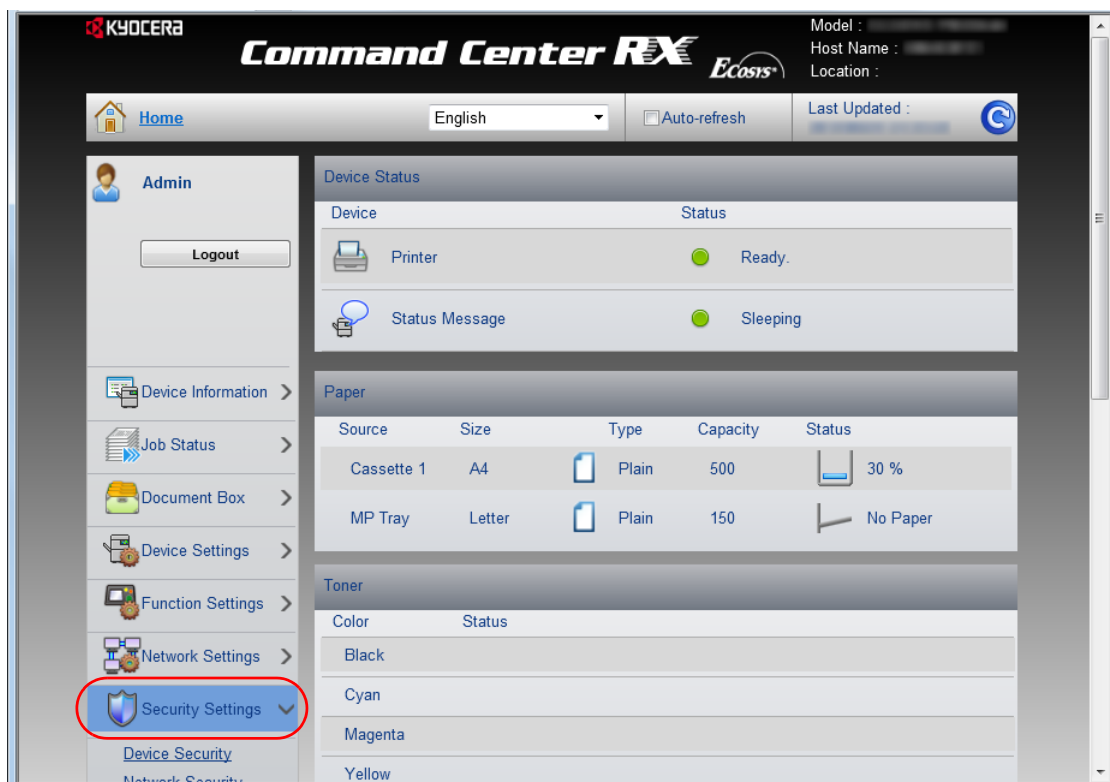 KYOCERA
Command Center RX Ecosys
Model :
Host Name :
Location :
Home
English
Auto-refresh
Last Updated :
Admin
Logout
Device Information
Job Status
Document Box
Device Settings
Function Settings
Network Settings
Security Settings
Device Security
Network Security
Device Status
Device Status
Printer Ready.
Status Message Sleeping
Paper
Source Size Type Capacity Status
Cassette 1 A4 Plain 500 30 %
MP Tray Letter Plain 150 No Paper
Toner
Color Status
Black
Cyan
Magenta
Yellow